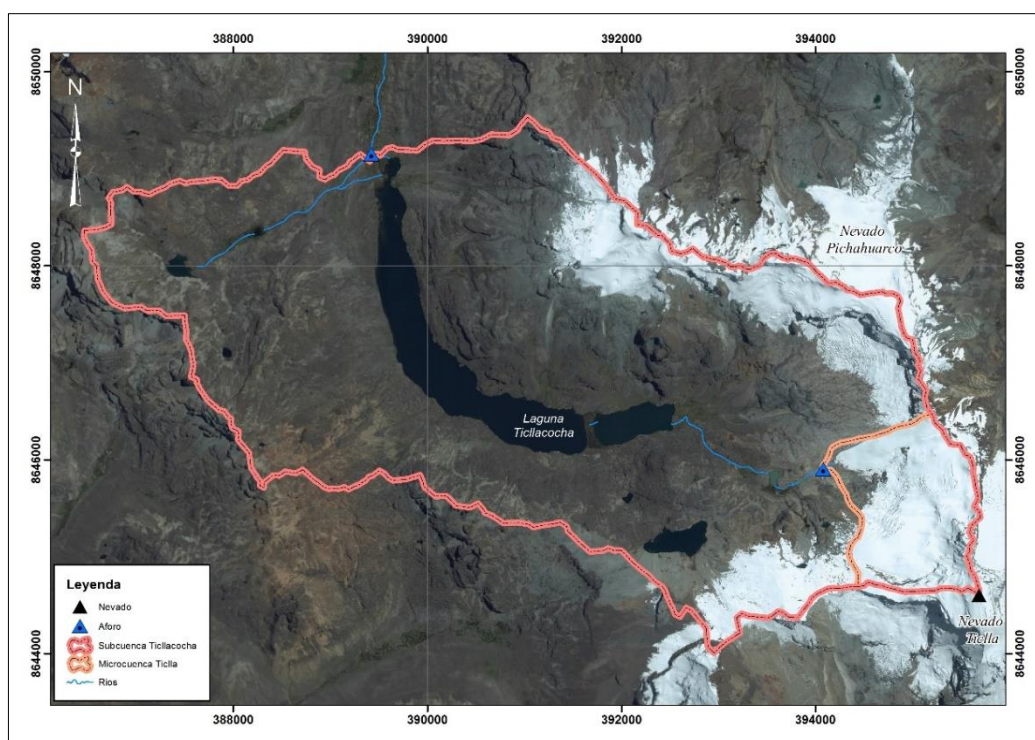 388000
390000
392000
394000
8650000
8650000
N
Nevado
Pichahuarco
8648000
8648000
Laguna
Ticllacocha
8646000
8646000
Leyenda
Nevado
Aforo
Subcuenca Ticllacocha
Microcuenca Ticlla
Rios
Nevado
Ticlla
8644000
8644000
388000
390000
392000
394000